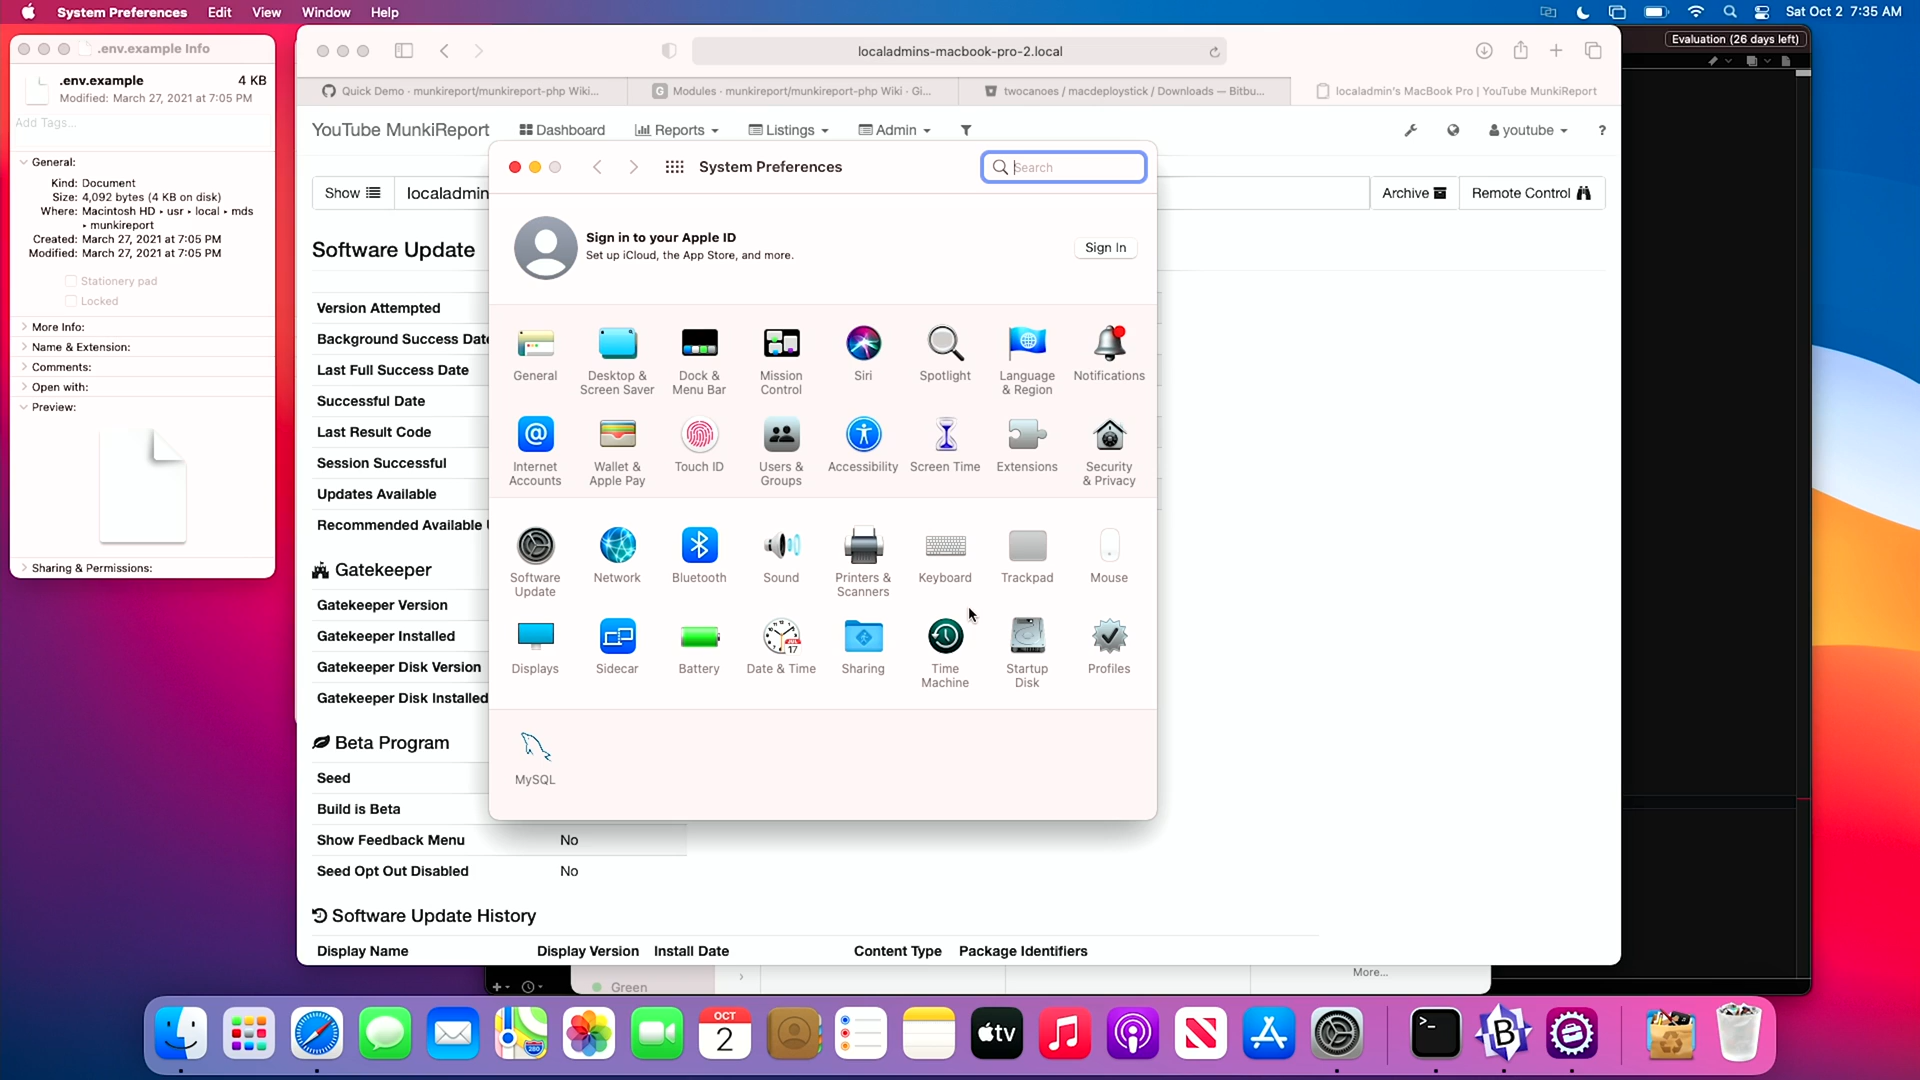 System Preferences Edit View Window Help
Sat Oct 2 7:35 AM
.env.example Info
.env.example 4 KB
Modified: March 27, 2021 at 7:05 PM
Add Tags...
General:
Kind: Document
Size: 4,092 bytes (4 KB on disk)
Where: Macintosh HD ▸ usr ▸ local ▸ mds
▸ munkireport
Created: March 27, 2021 at 7:05 PM
Modified: March 27, 2021 at 7:05 PM
Stationery pad
Locked
More Info:
Name & Extension:
Comments:
Open with:
Preview:
Sharing & Permissions:
localadmins-macbook-pro-2.local
Quick Demo · munkireport/munkireport-php Wiki...
Modules · munkireport/munkireport-php Wiki · Gi...
twocanoes / macdeploystick / Downloads — Bitbu...
localadmin's MacBook Pro | YouTube MunkiReport
Evaluation (26 days left)
YouTube MunkiReport Dashboard Reports Listings Admin youtube ?
Show localadmin Archive Remote Control
Software Update
Version Attempted
Background Success Date
Last Full Success Date
Successful Date
Last Result Code
Session Successful
Updates Available
Recommended Available
Gatekeeper
Gatekeeper Version
Gatekeeper Installed
Gatekeeper Disk Version
Gatekeeper Disk Installed
Beta Program
Seed
Build is Beta
Show Feedback Menu No
Seed Opt Out Disabled No
Software Update History
Display Name Display Version Install Date Content Type Package Identifiers
System Preferences
Search
Sign in to your Apple ID
Set up iCloud, the App Store, and more.
Sign In
General
Desktop &
Screen Saver
Dock &
Menu Bar
Mission
Control
Siri
Spotlight
Language
& Region
Notifications
Internet
Accounts
Wallet &
Apple Pay
Touch ID
Users &
Groups
Accessibility
Screen Time
Extensions
Security
& Privacy
Software
Update
Network
Bluetooth
Sound
Printers &
Scanners
Keyboard
Trackpad
Mouse
Displays
Sidecar
Battery
JUL
17
Date & Time
Sharing
Time
Machine
Startup
Disk
Profiles
MySQL
Green
More...
280
OCT
2
tv
>_
B